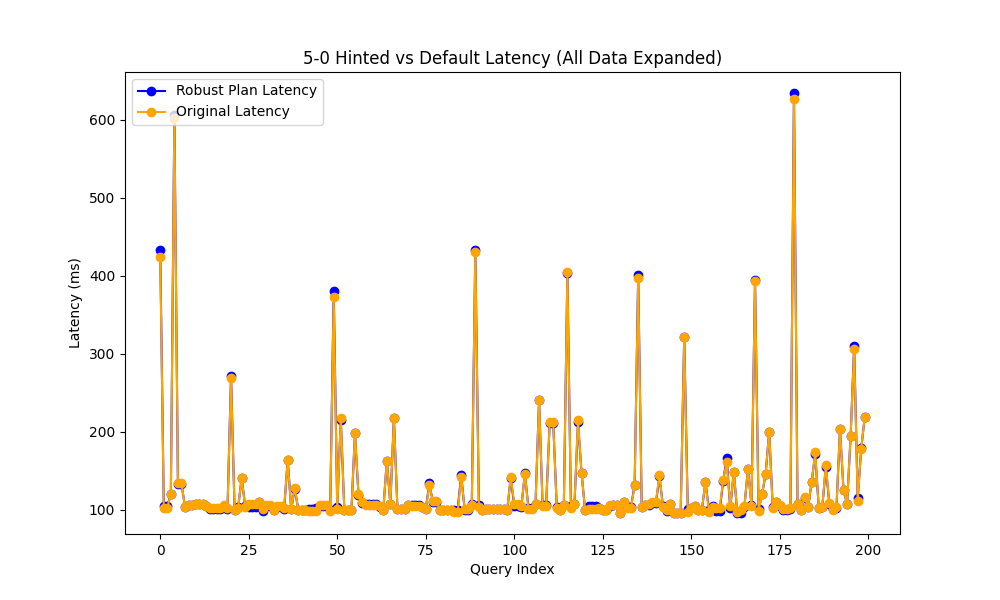 5-0 Hinted vs Default Latency (All Data Expanded)
Robust Plan Latency
Original Latency
Latency (ms)
600
500
400
300
200
100
0 25 50 75 100 125 150 175 200
Query Index